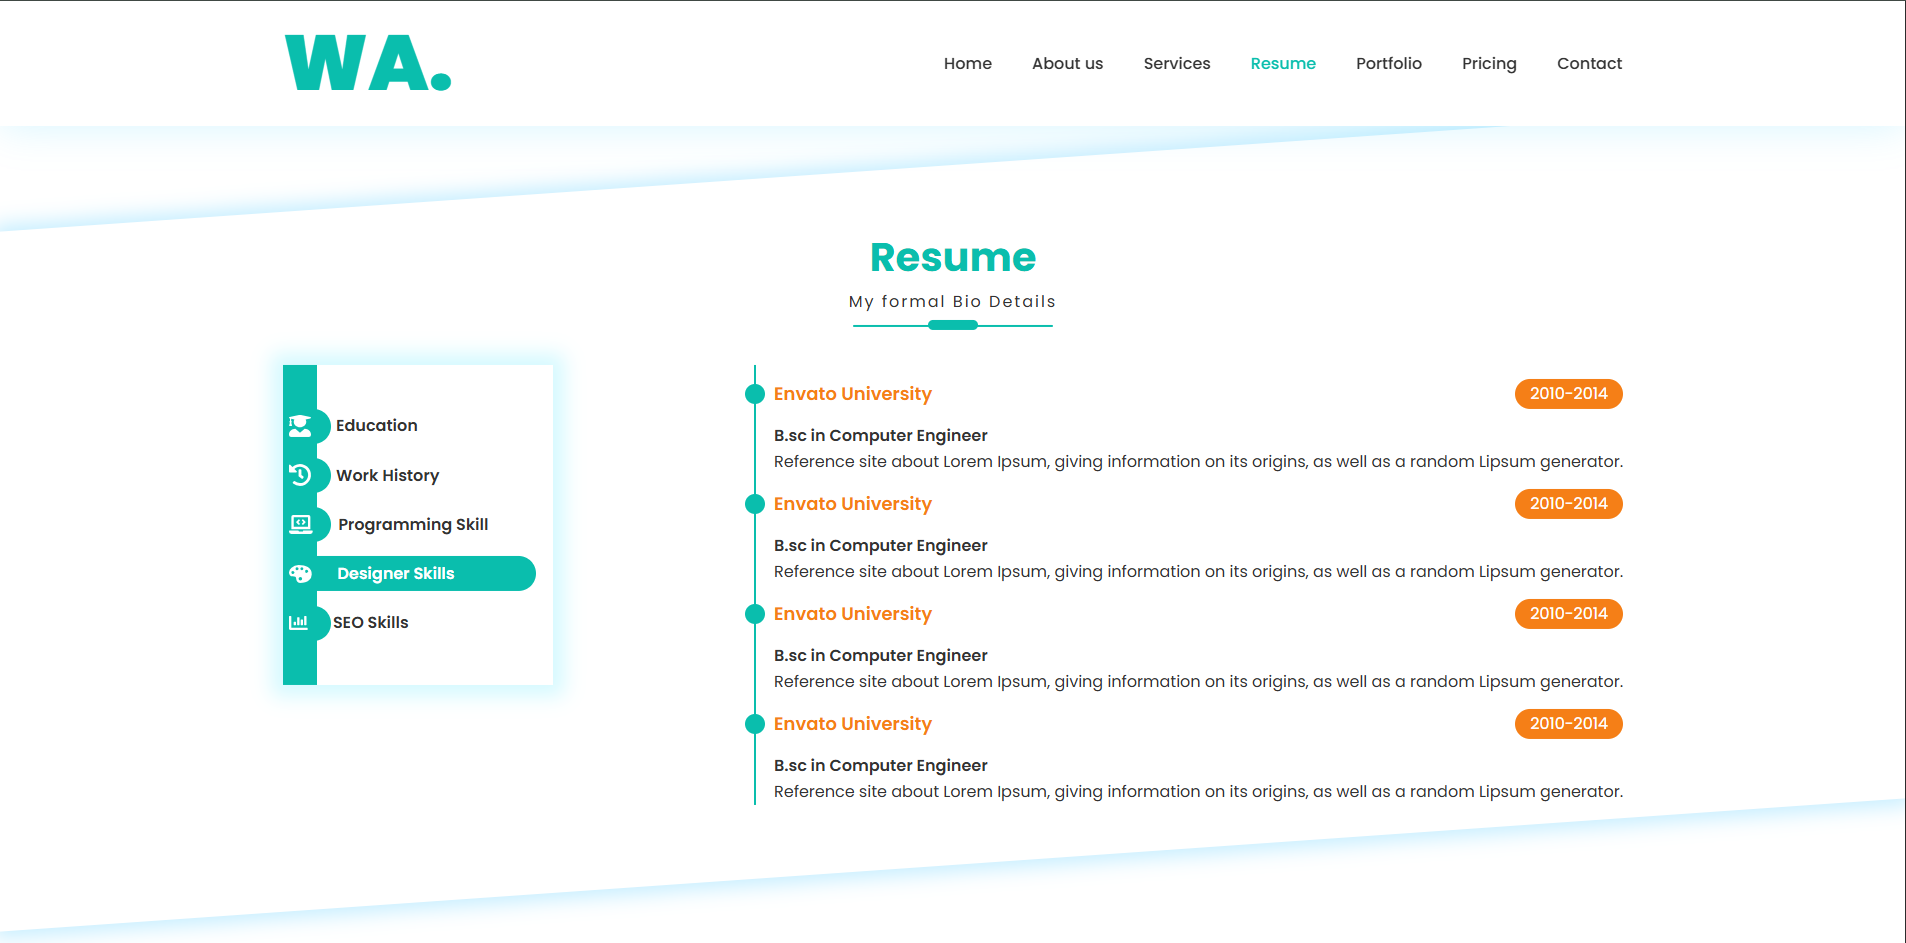 WA.
Home About us Services Resume Portfolio Pricing Contact
Resume
My formal Bio Details
Education
Work History
Programming Skill
Designer Skills
SEO Skills
Envato University 2010-2014
B.sc in Computer Engineer
Reference site about Lorem Ipsum, giving information on its origins, as well as a random Lipsum generator.
Envato University 2010-2014
B.sc in Computer Engineer
Reference site about Lorem Ipsum, giving information on its origins, as well as a random Lipsum generator.
Envato University 2010-2014
B.sc in Computer Engineer
Reference site about Lorem Ipsum, giving information on its origins, as well as a random Lipsum generator.
Envato University 2010-2014
B.sc in Computer Engineer
Reference site about Lorem Ipsum, giving information on its origins, as well as a random Lipsum generator.